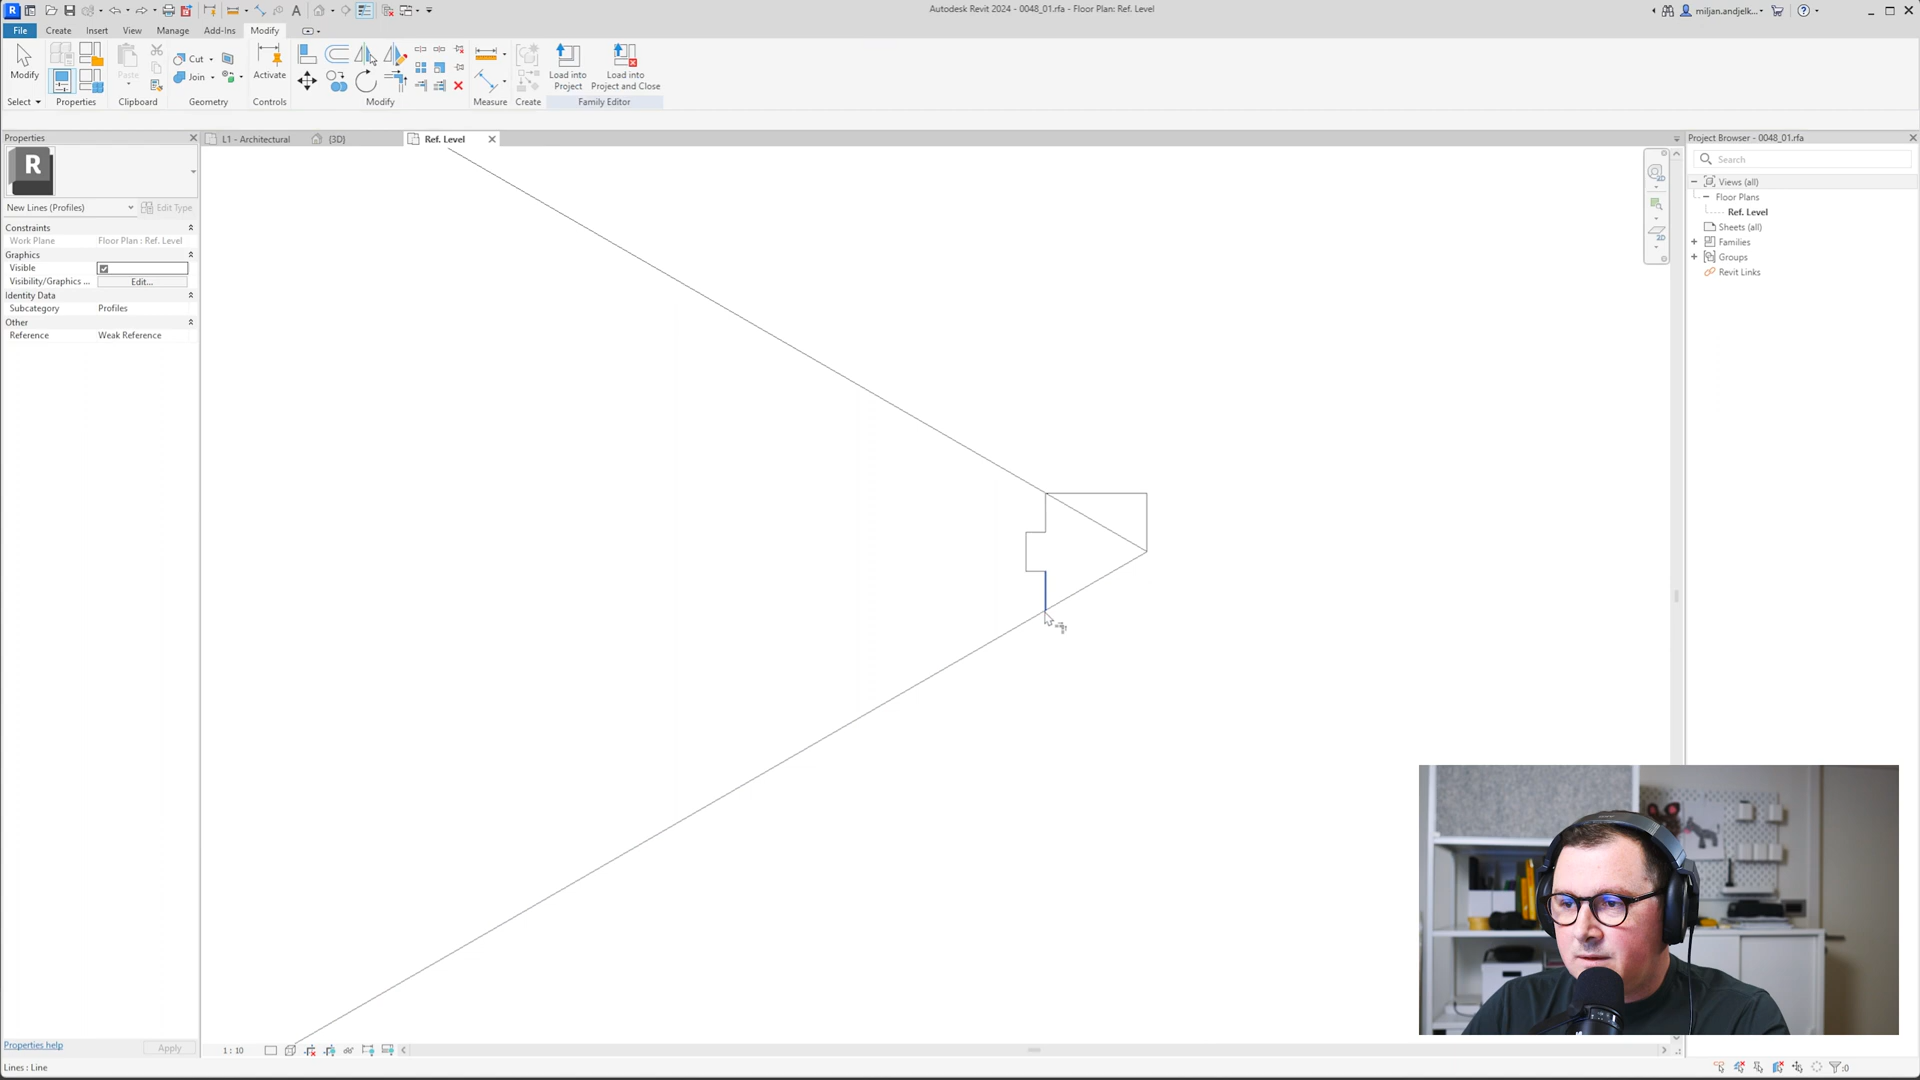 Autodesk Revit 2024 - 0048_01.rfa - Floor Plan: Ref. Level
miljan.andjelk...
File Create Insert View Manage Add-Ins Modify
Modify
Select
Properties
Paste
Clipboard
Cut
Join
Geometry
Activate
Controls
Modify
Measure
Create
Load into
Project
Load into
Project and Close
Family Editor
Properties
R
New Lines (Profiles)
Edit Type
Constraints
Work Plane Floor Plan : Ref. Level
Graphics
Visible
Visibility/Graphics ... Edit...
Identity Data
Subcategory Profiles
Other
Reference Weak Reference
Properties help
Apply
L1 - Architectural
{3D}
Ref. Level
2D
2D
Project Browser - 0048_01.rfa
Search
Views (all)
Floor Plans
Ref. Level
Sheets (all)
Families
Groups
Revit Links
1 : 10
Lines : Line
:0